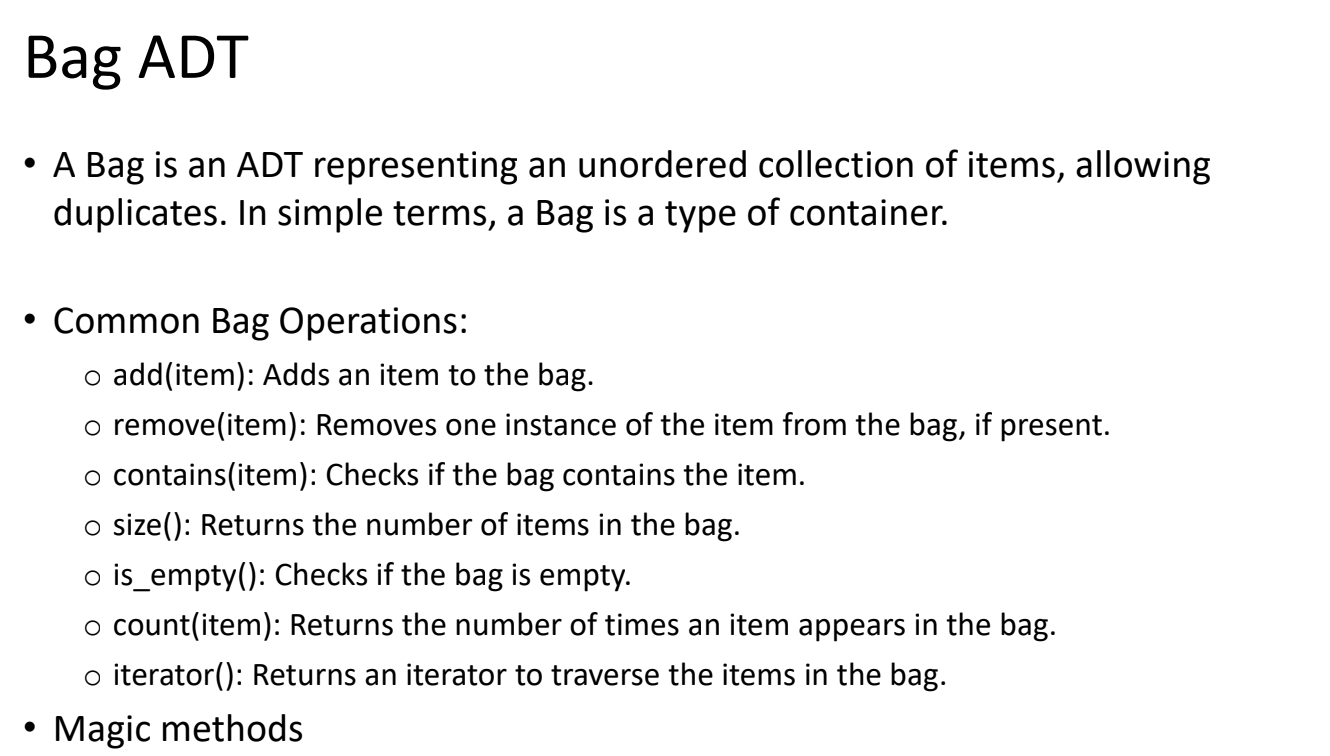 Bag ADT
• A Bag is an ADT representing an unordered collection of items, allowing
duplicates. In simple terms, a Bag is a type of container.
• Common Bag Operations:
○ add(item): Adds an item to the bag.
○ remove(item): Removes one instance of the item from the bag, if present.
○ contains(item): Checks if the bag contains the item.
○ size(): Returns the number of items in the bag.
○ is_empty(): Checks if the bag is empty.
○ count(item): Returns the number of times an item appears in the bag.
○ iterator(): Returns an iterator to traverse the items in the bag.
• Magic methods